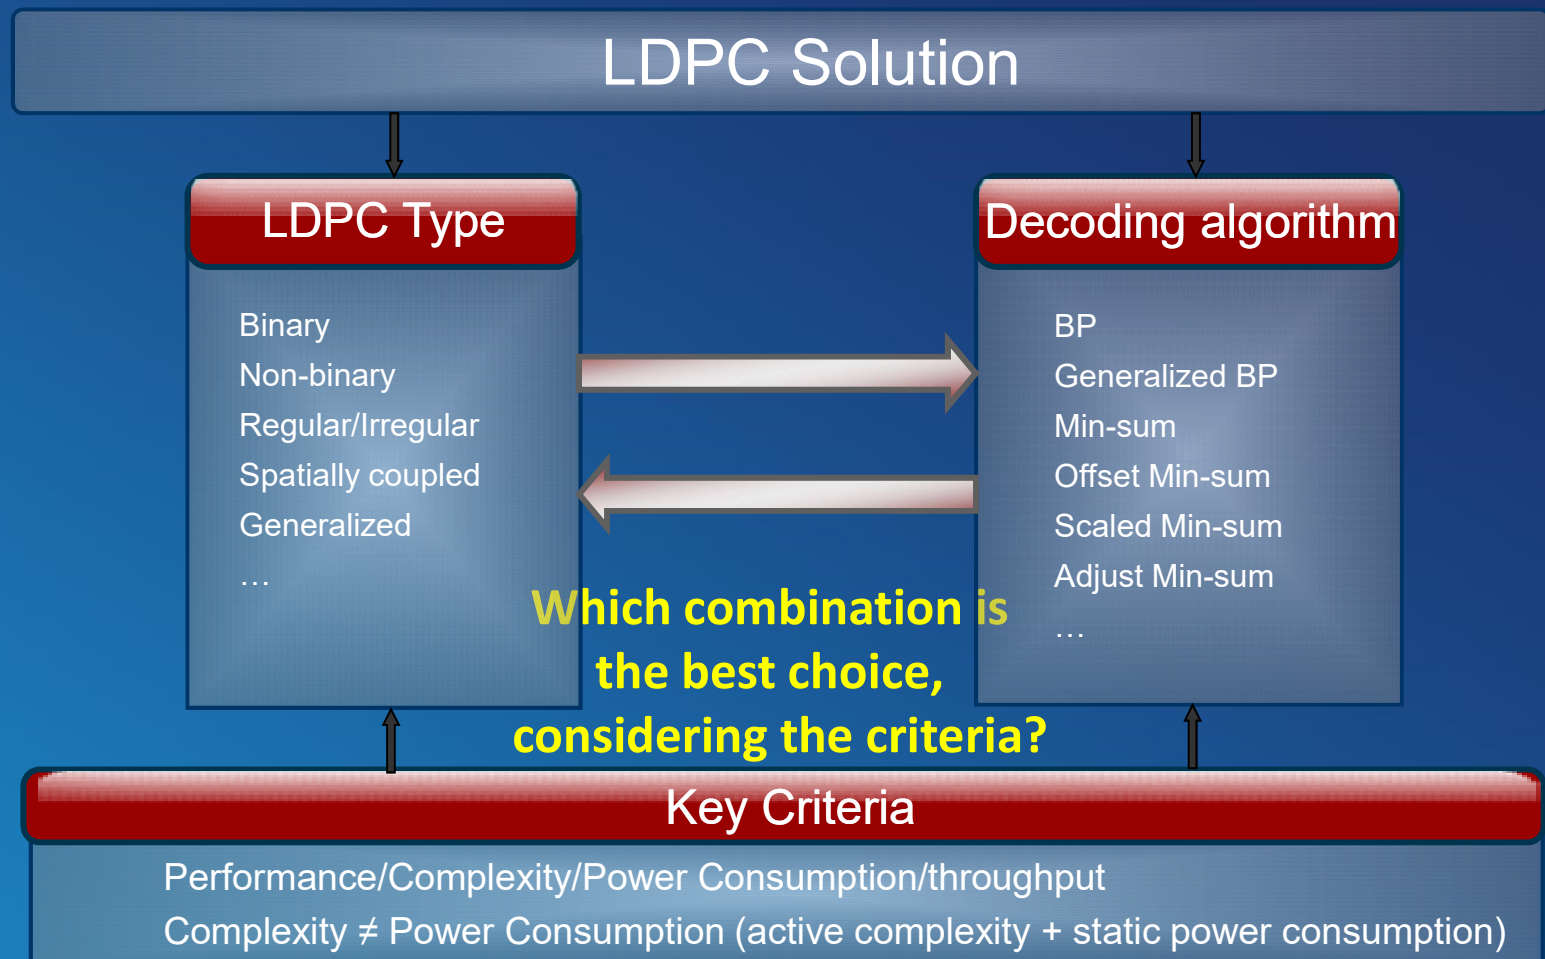 LDPC Solution
LDPC Type
Binary
Non-binary
Regular/Irregular
Spatially coupled
Generalized
…
Decoding algorithm
BP
Generalized BP
Min-sum
Offset Min-sum
Scaled Min-sum
Adjust Min-sum
…
Which combination is
the best choice,
considering the criteria?
Key Criteria
Performance/Complexity/Power Consumption/throughput
Complexity ≠ Power Consumption (active complexity + static power consumption)